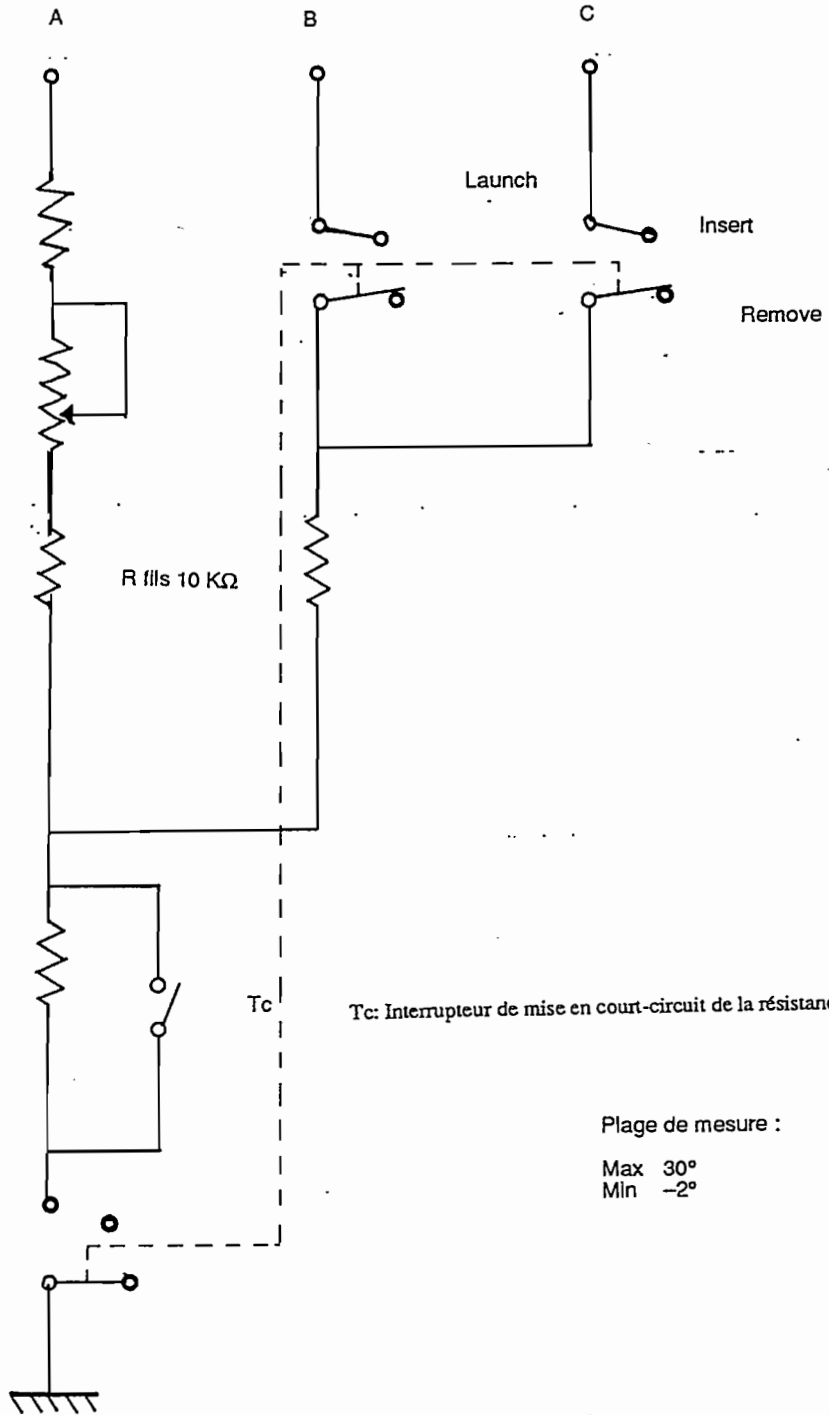 A
B
C
Launch
Insert
Remove
R fils 10 KΩ
Tc
Tc: Interrupteur de mise en court-circuit de la résistan
Plage de mesure :
Max 30°
Min –2°